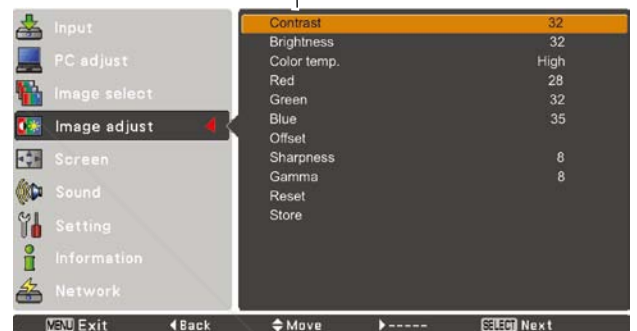 Input
PC adjust
Image select
Image adjust
Screen
Sound
Setting
Information
Network
Contrast 32
Brightness 32
Color temp. High
Red 28
Green 32
Blue 35
Offset
Sharpness 8
Gamma 8
Reset
Store
MENU Exit Back Move ----- SELECT Next